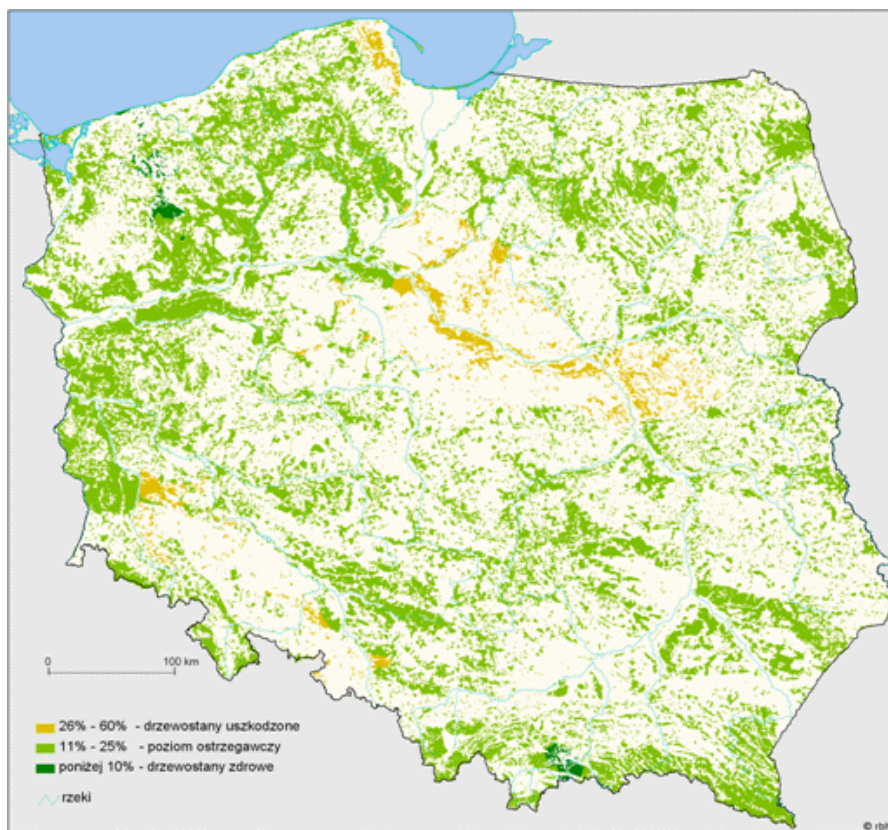 0 100 km
26% - 60% - drzewostany uszkodzone
11% - 25% - poziom ostrzegawczy
poniżej 10% - drzewostany zdrowe
rzeki